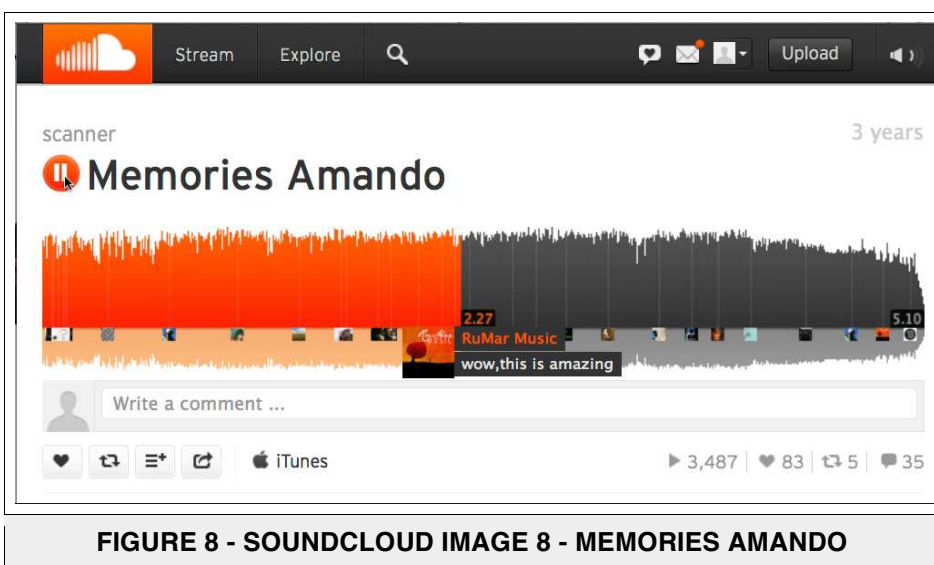 Stream Explore Upload
scanner 3 years
Memories Amando
2.27 5.10
RuMar Music
wow,this is amazing
Write a comment ...
iTunes 3,487 83 5 35
FIGURE 8 - SOUNDCLOUD IMAGE 8 - MEMORIES AMANDO